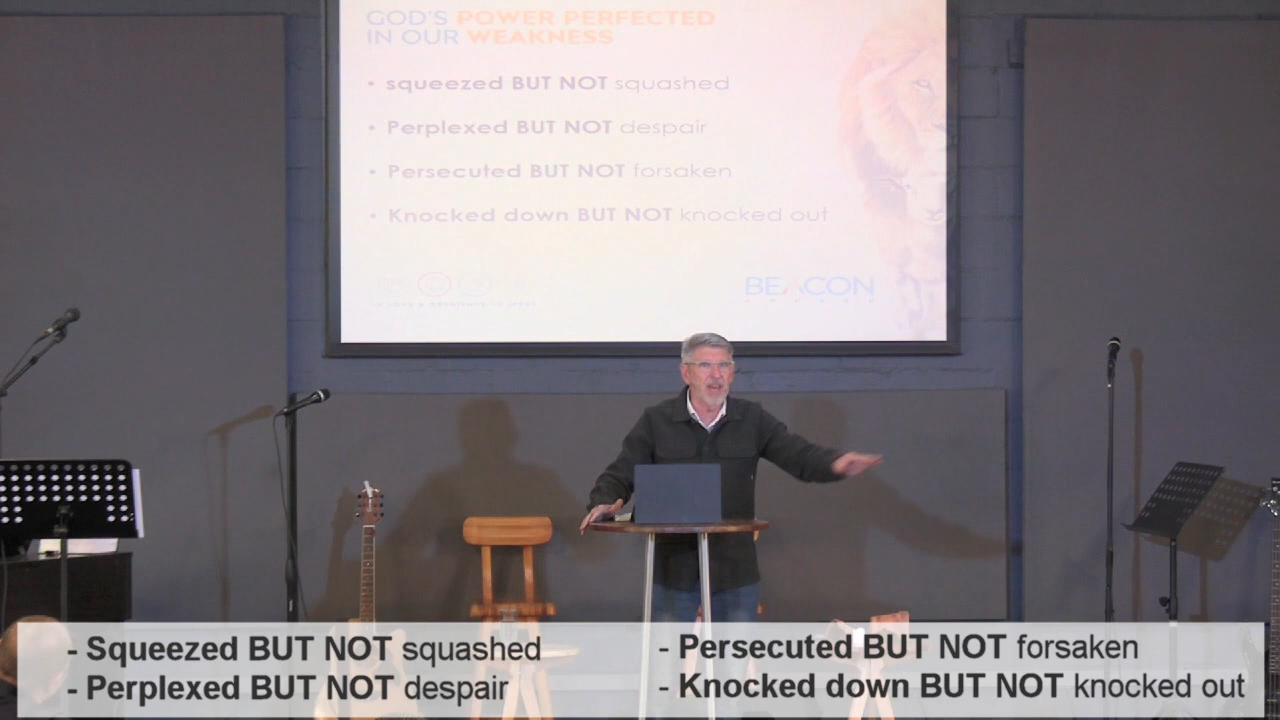 GOD'S POWER PERFECTED
IN OUR WEAKNESS
• squeezed BUT NOT squashed
• Perplexed BUT NOT despair
• Persecuted BUT NOT forsaken
• Knocked down BUT NOT knocked out
BEACON
- Squeezed BUT NOT squashed
- Perplexed BUT NOT despair
- Persecuted BUT NOT forsaken
- Knocked down BUT NOT knocked out